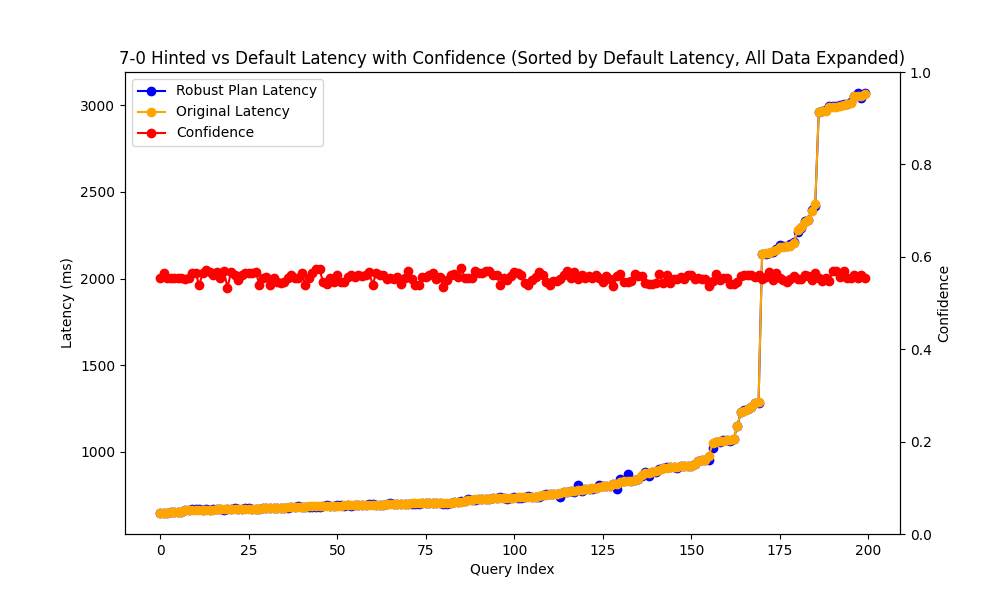 7-0 Hinted vs Default Latency with Confidence (Sorted by Default Latency, All Data Expanded)
Robust Plan Latency
Original Latency
Confidence
Latency (ms)
3000
2500
2000
1500
1000
1.0
0.8
0.6
0.4
0.2
0.0
Confidence
0
25
50
75
100
125
150
175
200
Query Index